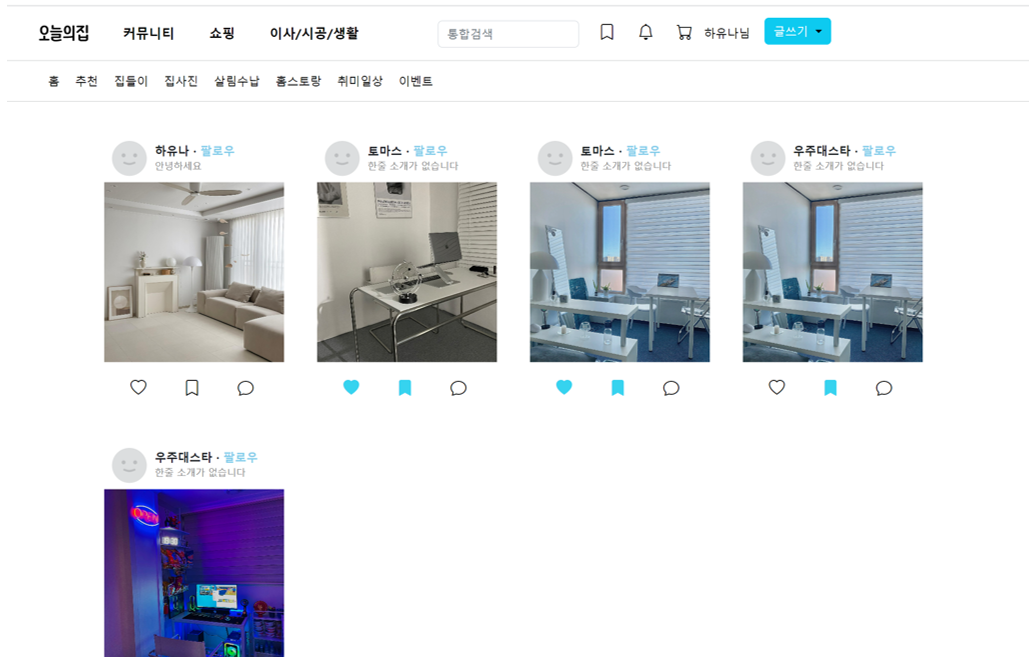 오늘의집 커뮤니티 쇼핑 이사/시공/생활 통합검색 하유나님 글쓰기
홈 추천 집들이 집사진 살림수납 홈스토랑 취미일상 이벤트
하유나 · 팔로우
안녕하세요
토마스 · 팔로우
한줄 소개가 없습니다
토마스 · 팔로우
한줄 소개가 없습니다
우주대스타 · 팔로우
한줄 소개가 없습니다
우주대스타 · 팔로우
한줄 소개가 없습니다
OPEN